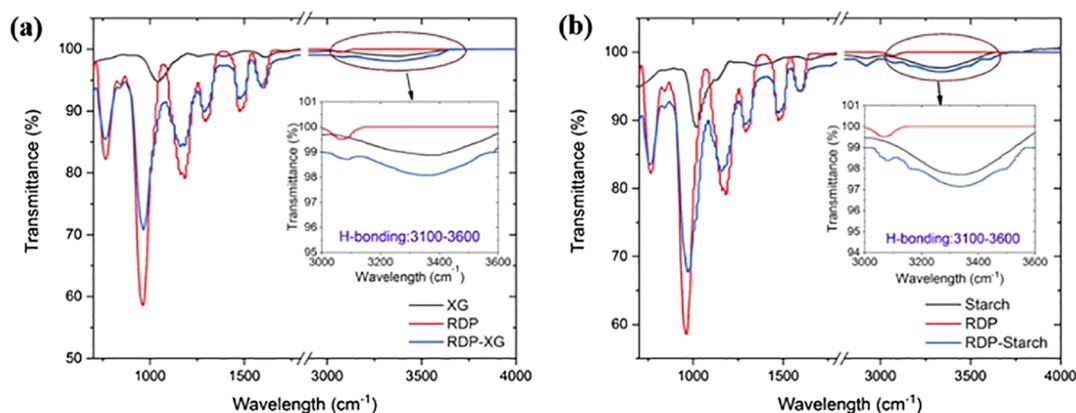 (a)
Transmittance (%)
100
90
80
70
60
50
1000
1500
2500
3000
3500
4000
Wavelength (cm-1)
101
100
99
98
97
96
95
Transmittance (%)
H-bonding:3100-3600
3000
3200
3400
3600
Wavelength (cm-1)
XG
RDP
RDP-XG
(b)
Transmittance (%)
100
90
80
70
60
1000
1500
2500
3000
3500
4000
Wavelength (cm-1)
101
100
99
98
97
96
95
94
Transmittance (%)
H-bonding:3100-3600
3000
3200
3400
3600
Wavelength (cm-1)
Starch
RDP
RDP-Starch